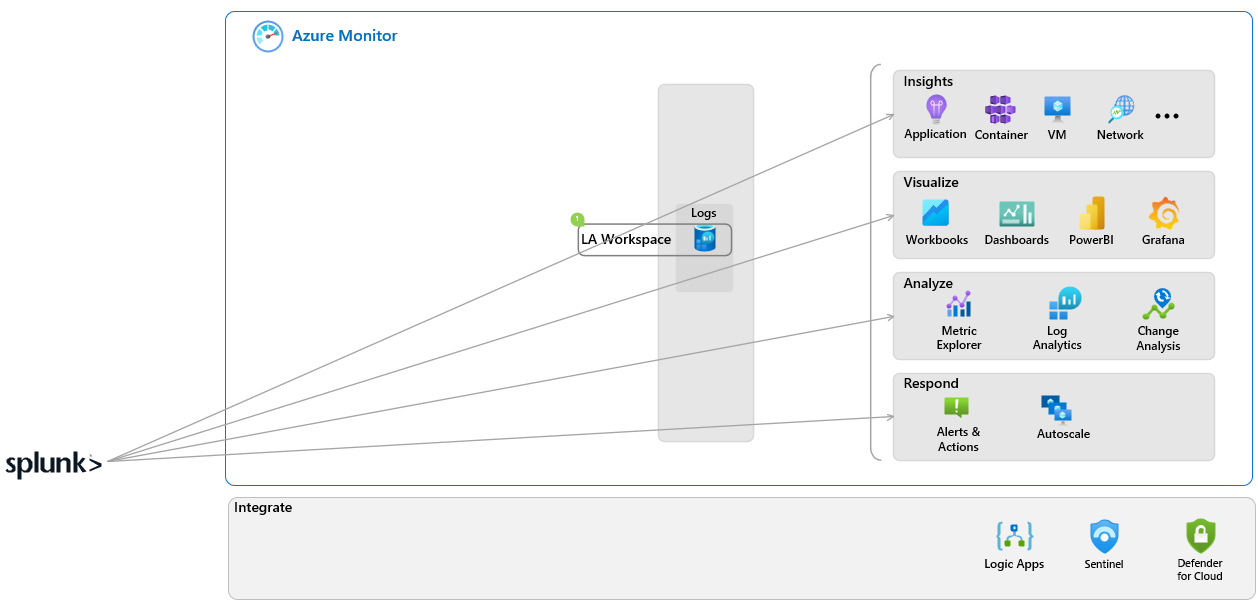 Azure Monitor
Insights
Application
Container
VM
Network
...
Visualize
Workbooks
Dashboards
PowerBI
Grafana
Logs
1
LA Workspace
Analyze
Metric
Explorer
Log
Analytics
Change
Analysis
Respond
Alerts &
Actions
Autoscale
splunk>
Integrate
Logic Apps
Sentinel
Defender
for Cloud